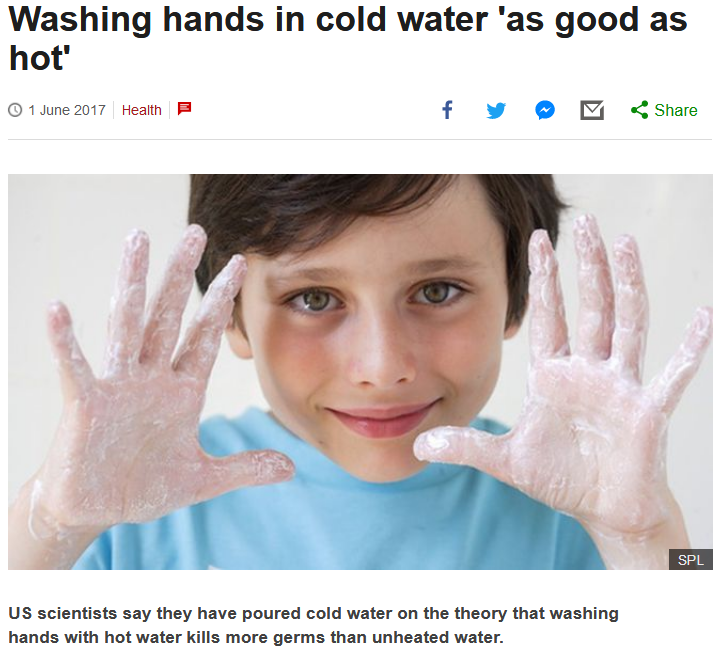 Washing hands in cold water 'as good as
hot'
1 June 2017 Health Share
SPL
US scientists say they have poured cold water on the theory that washing
hands with hot water kills more germs than unheated water.